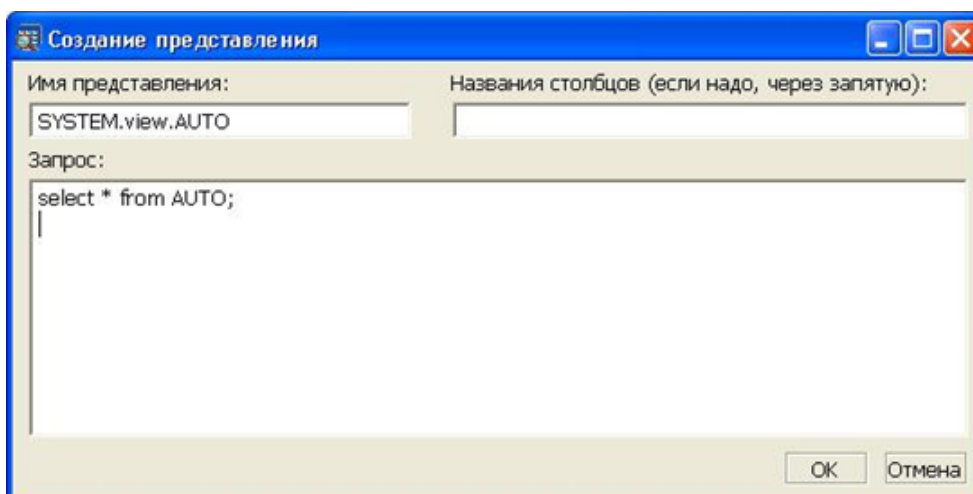 Создание представления
Имя представления:
Названия столбцов (если надо, через запятую):
SYSTEM.view.AUTO
Запрос:
select * from AUTO;
OK
Отмена